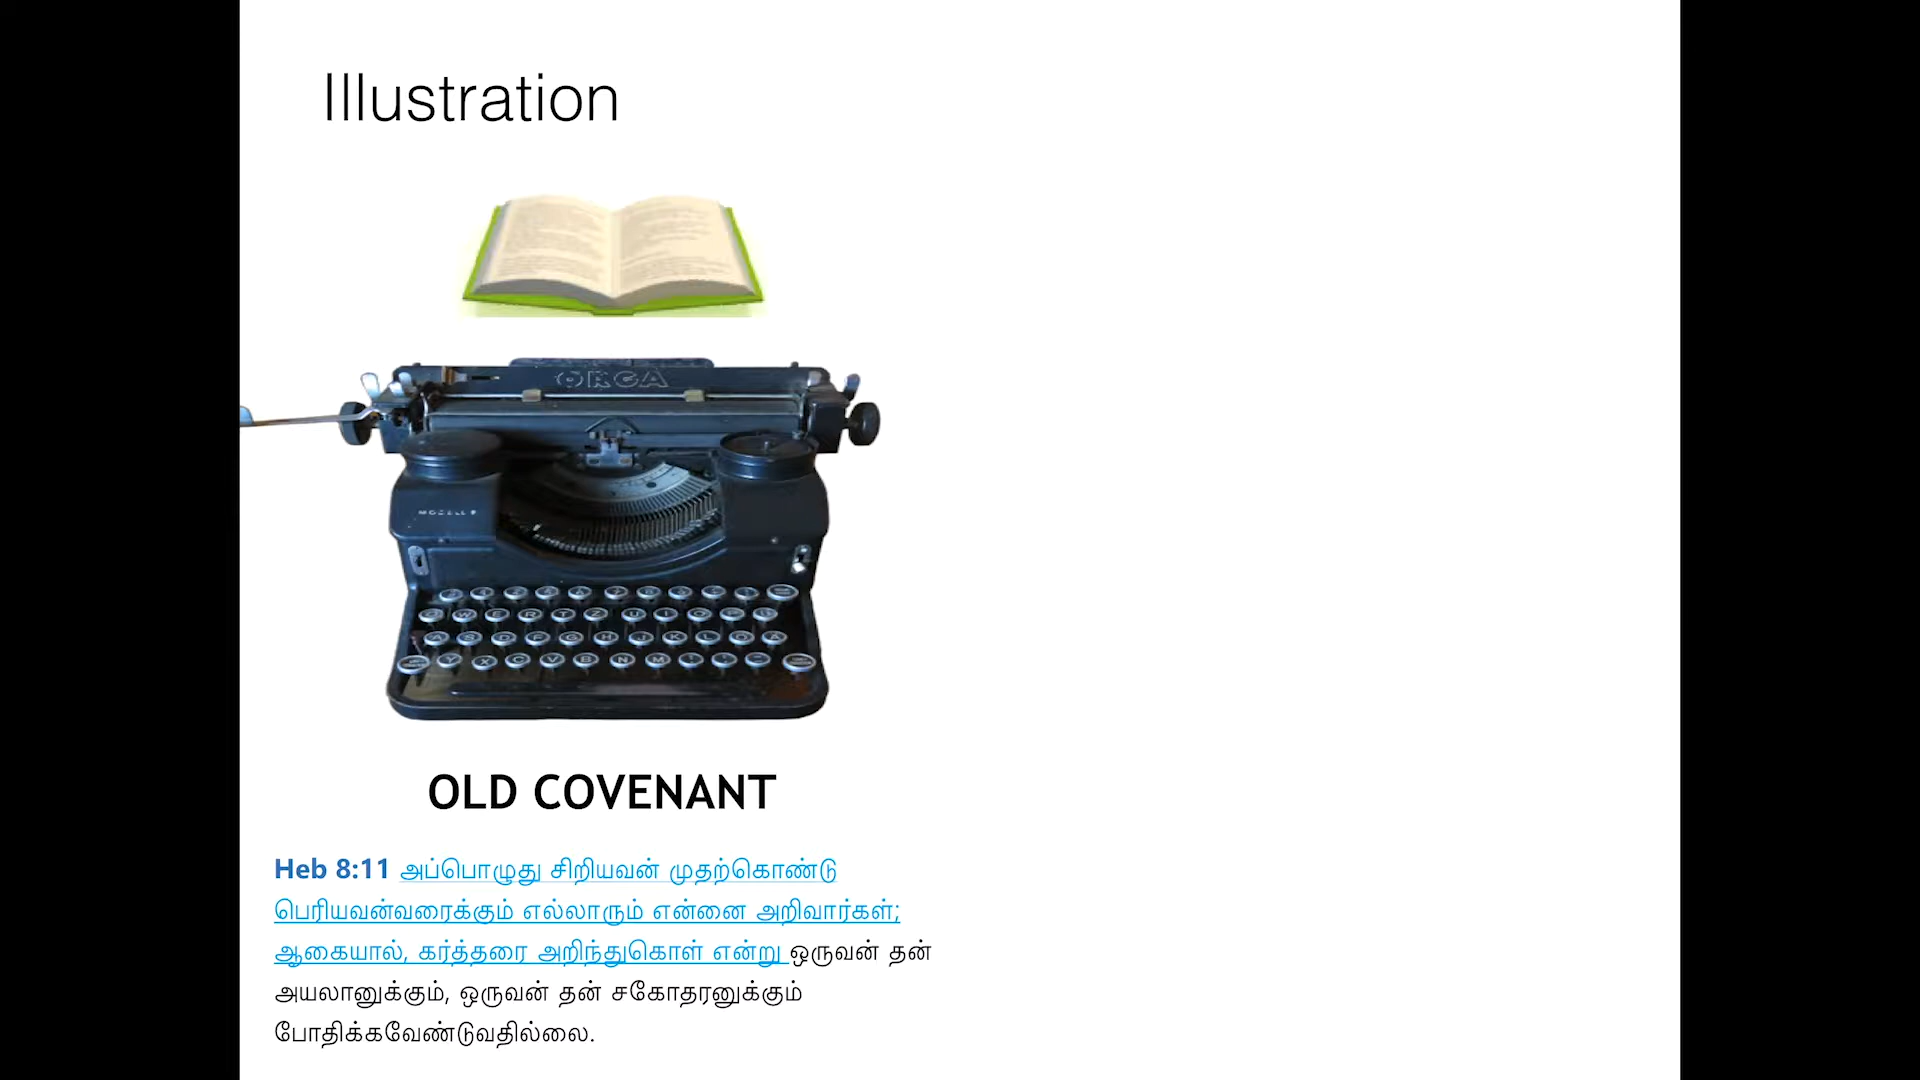 Illustration
ORGA
OLD COVENANT
Heb 8:11 அப்பொழுது சிறியவன் முதற்கொண்டு
பெரியவன்வரைக்கும் எல்லாரும் என்னை அறிவார்கள்;
ஆகையால், கர்த்தரை அறிந்துகொள் என்று ஒருவன் தன்
அயலானுக்கும், ஒருவன் தன் சகோதரனுக்கும்
போதிக்கவேண்டுவதில்லை.